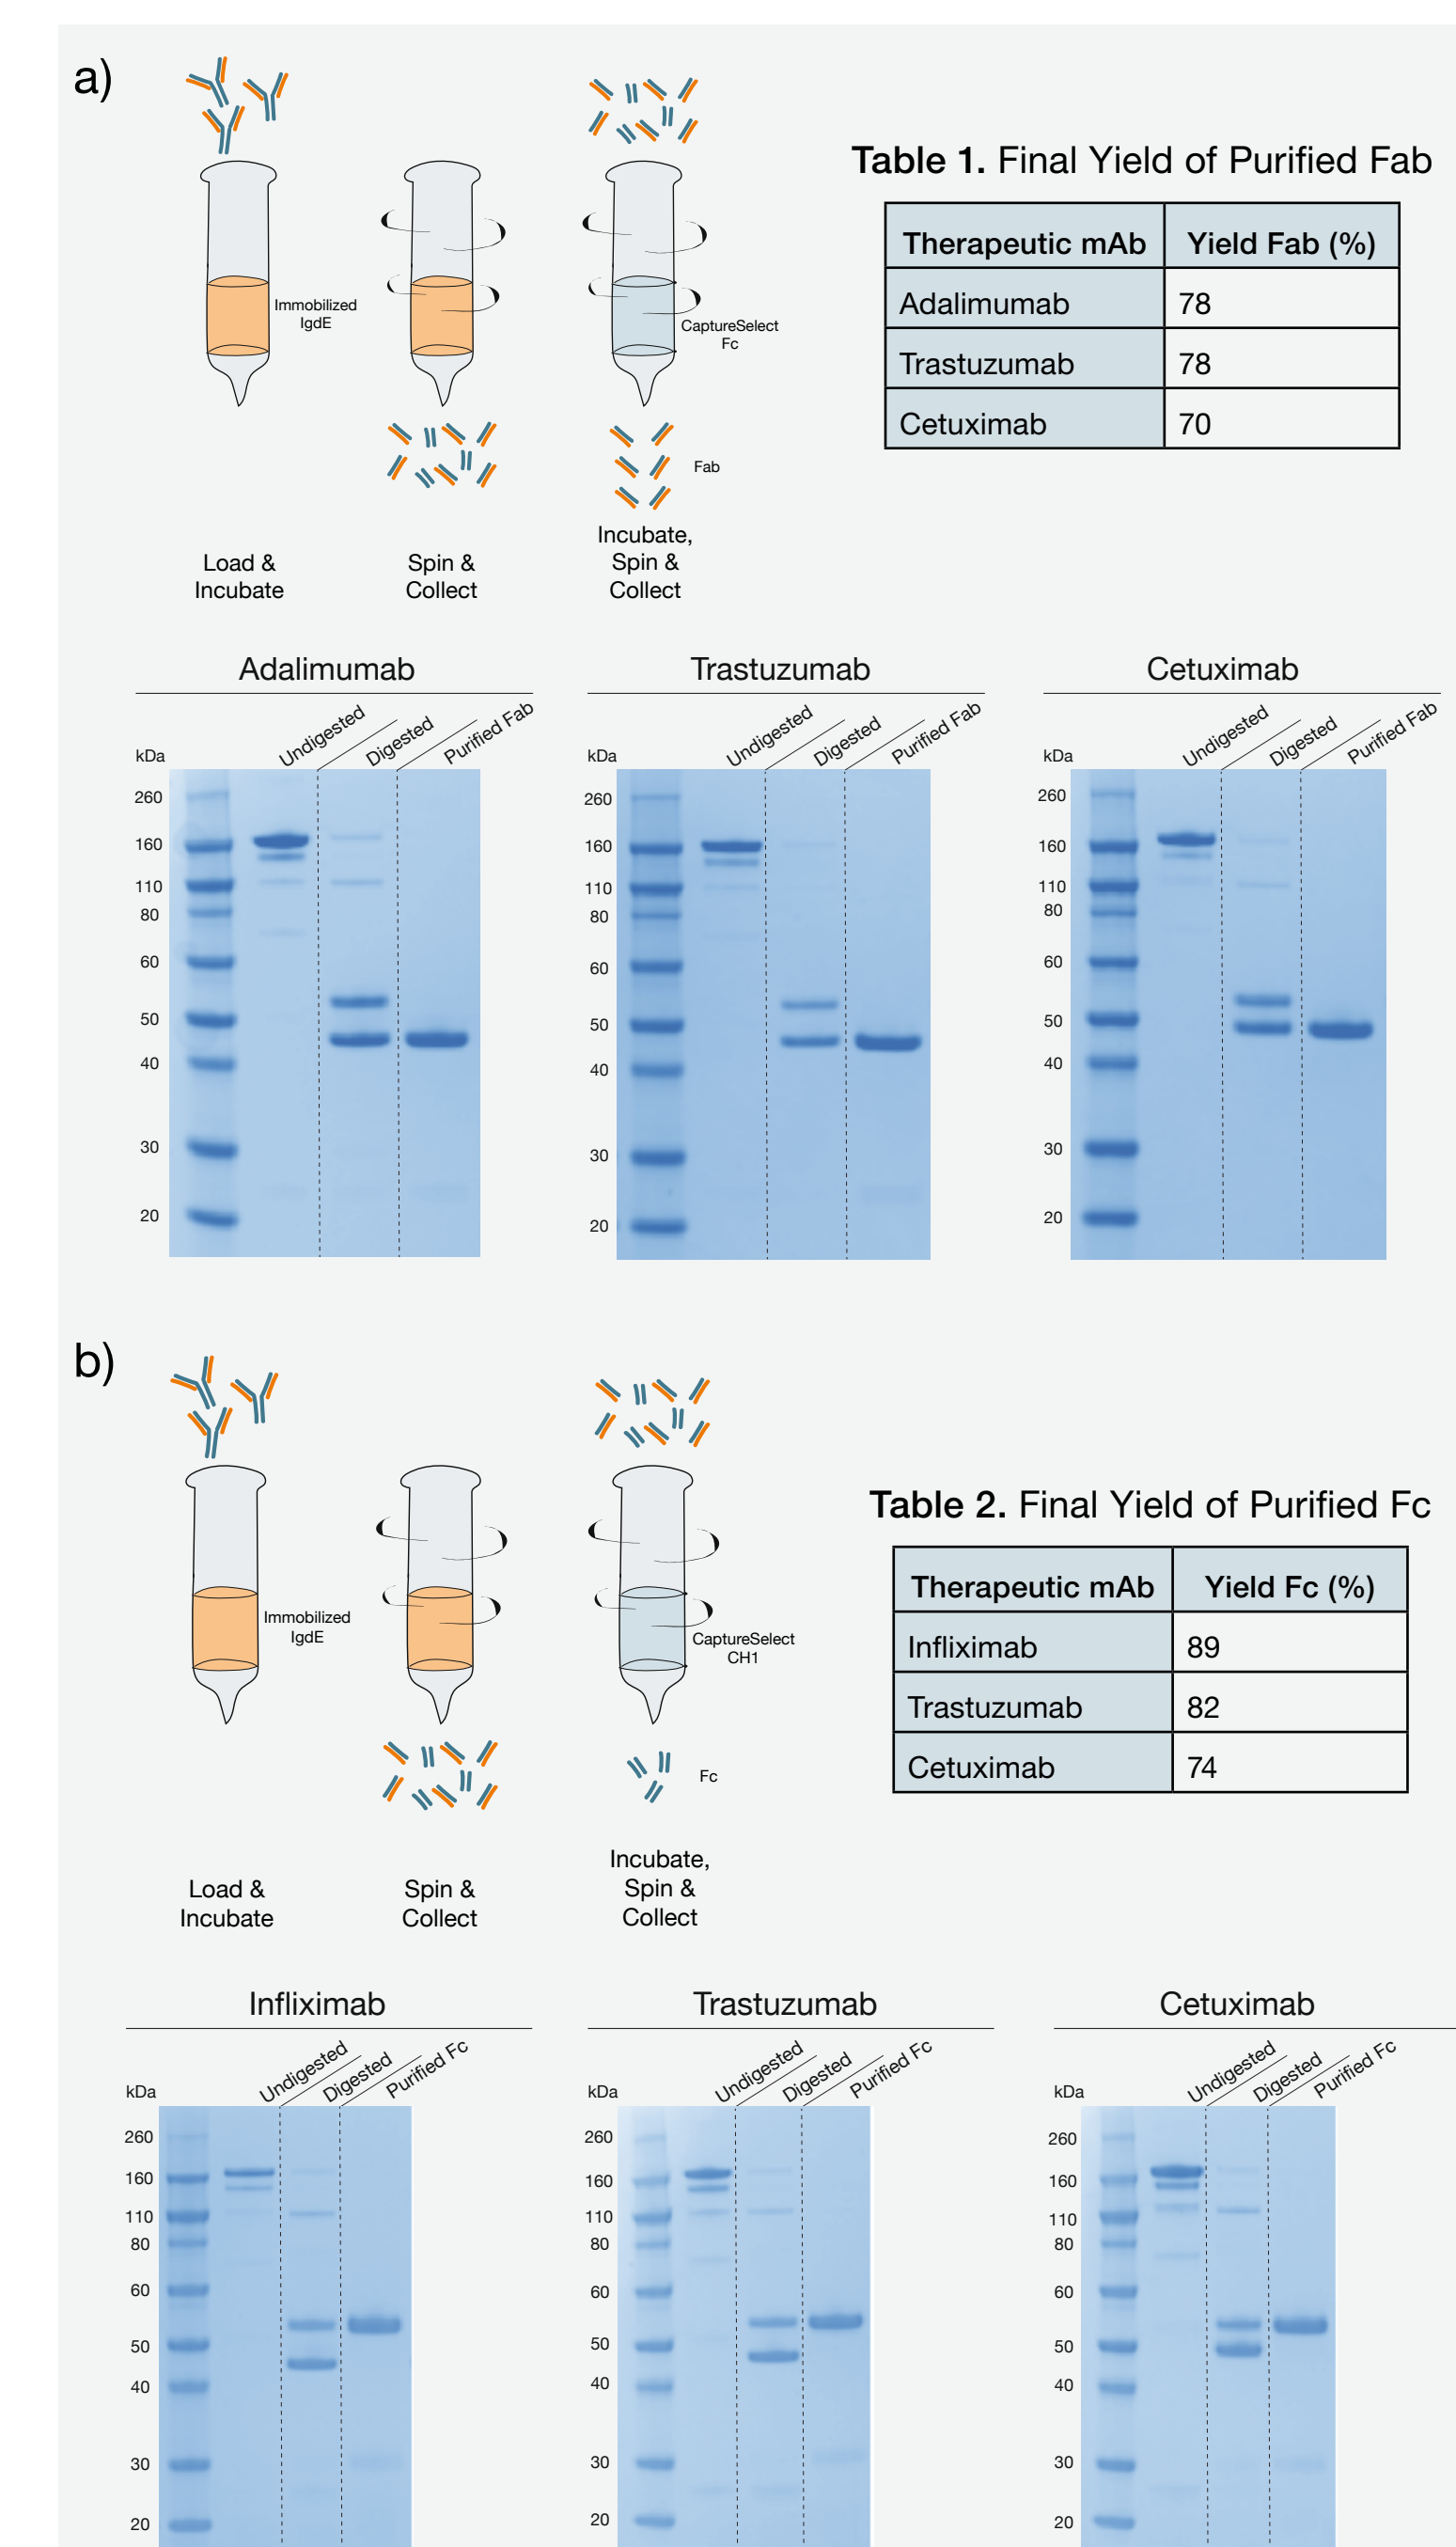 a)
Immobilized
IgdE
CaptureSelect
Fc
Fab
Load &
Incubate
Spin &
Collect
Incubate,
Spin &
Collect
Table 1. Final Yield of Purified Fab
Therapeutic mAb Yield Fab (%)
Adalimumab 78
Trastuzumab 78
Cetuximab 70
Adalimumab
Undigested
Digested
Purified Fab
kDa
260
160
110
80
60
50
40
30
20
Trastuzumab
Undigested
Digested
Purified Fab
kDa
260
160
110
80
60
50
40
30
20
Cetuximab
Undigested
Digested
Purified Fab
kDa
260
160
110
80
60
50
40
30
20
b)
Immobilized
IgdE
CaptureSelect
CH1
Fc
Load &
Incubate
Spin &
Collect
Incubate,
Spin &
Collect
Table 2. Final Yield of Purified Fc
Therapeutic mAb Yield Fc (%)
Infliximab 89
Trastuzumab 82
Cetuximab 74
Infliximab
Undigested
Digested
Purified Fc
kDa
260
160
110
80
60
50
40
30
20
Trastuzumab
Undigested
Digested
Purified Fc
kDa
260
160
110
80
60
50
40
30
20
Cetuximab
Undigested
Digested
Purified Fc
kDa
260
160
110
80
60
50
40
30
20